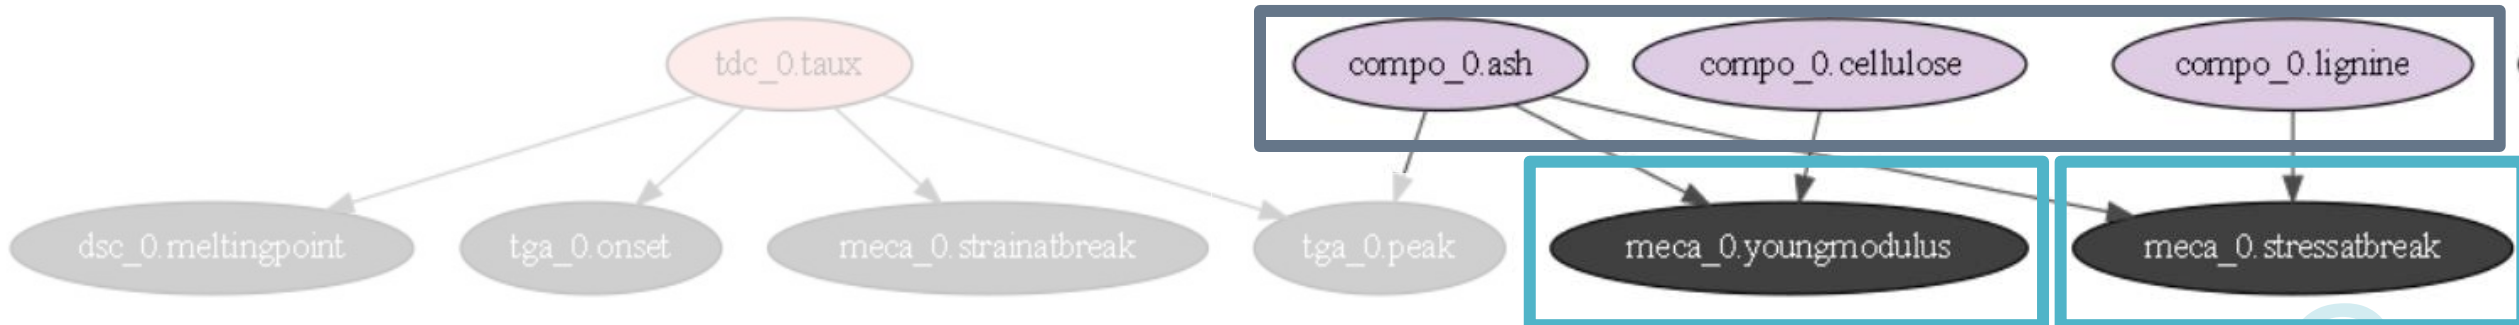 tdc_0.taux
compo_0.ash
compo_0.cellulose
compo_0.lignine
dsc_0.meltingpoint
tga_0.onset
meca_0.strainatbreak
tga_0.peak
meca_0.youngmodulus
meca_0.stressatbreak